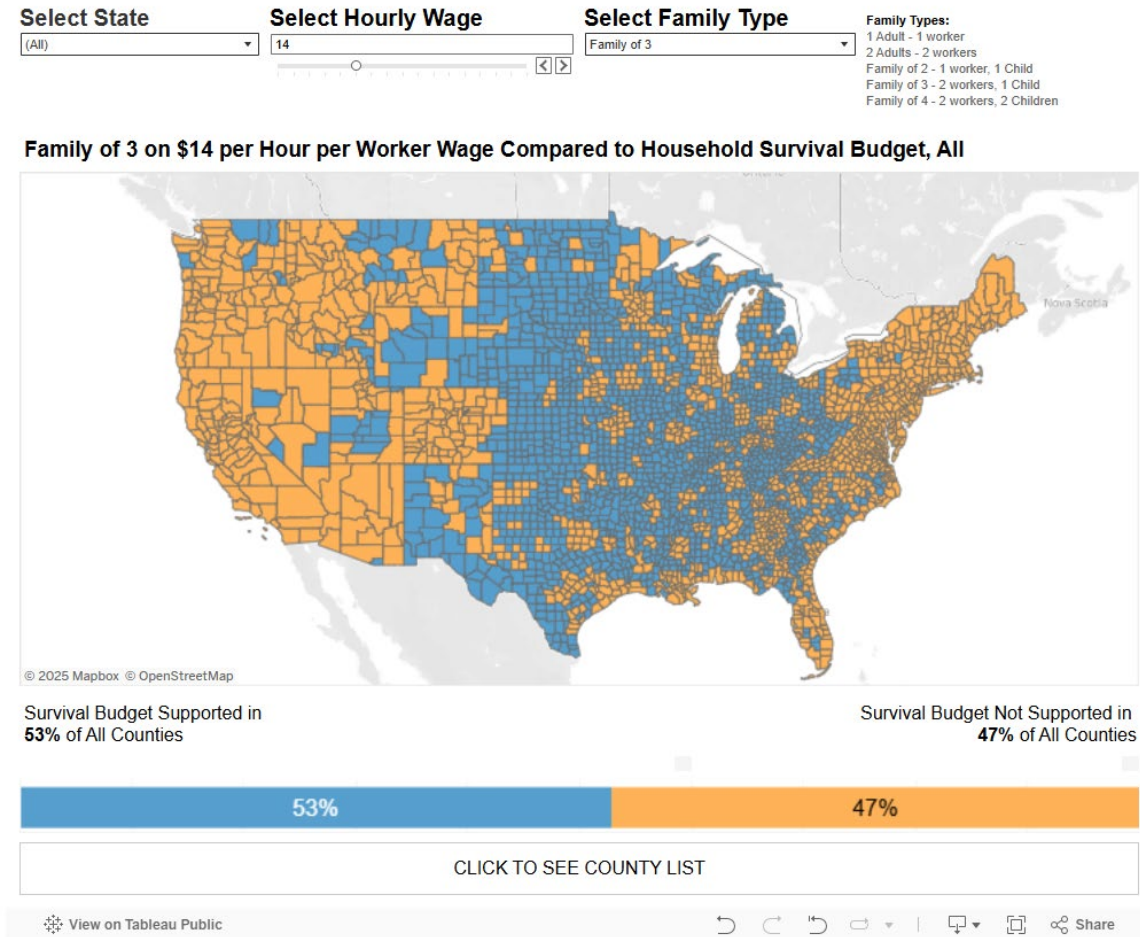 Select State
(All)
Select Hourly Wage
14
Select Family Type
Family of 3
Family Types:
1 Adult - 1 worker
2 Adults - 2 workers
Family of 2 - 1 worker, 1 Child
Family of 3 - 2 workers, 1 Child
Family of 4 - 2 workers, 2 Children
Family of 3 on $14 per Hour per Worker Wage Compared to Household Survival Budget, All
Nova Scotia
© 2025 Mapbox © OpenStreetMap
Survival Budget Supported in
53% of All Counties
Survival Budget Not Supported in
47% of All Counties
53%
47%
CLICK TO SEE COUNTY LIST
View on Tableau Public
Share